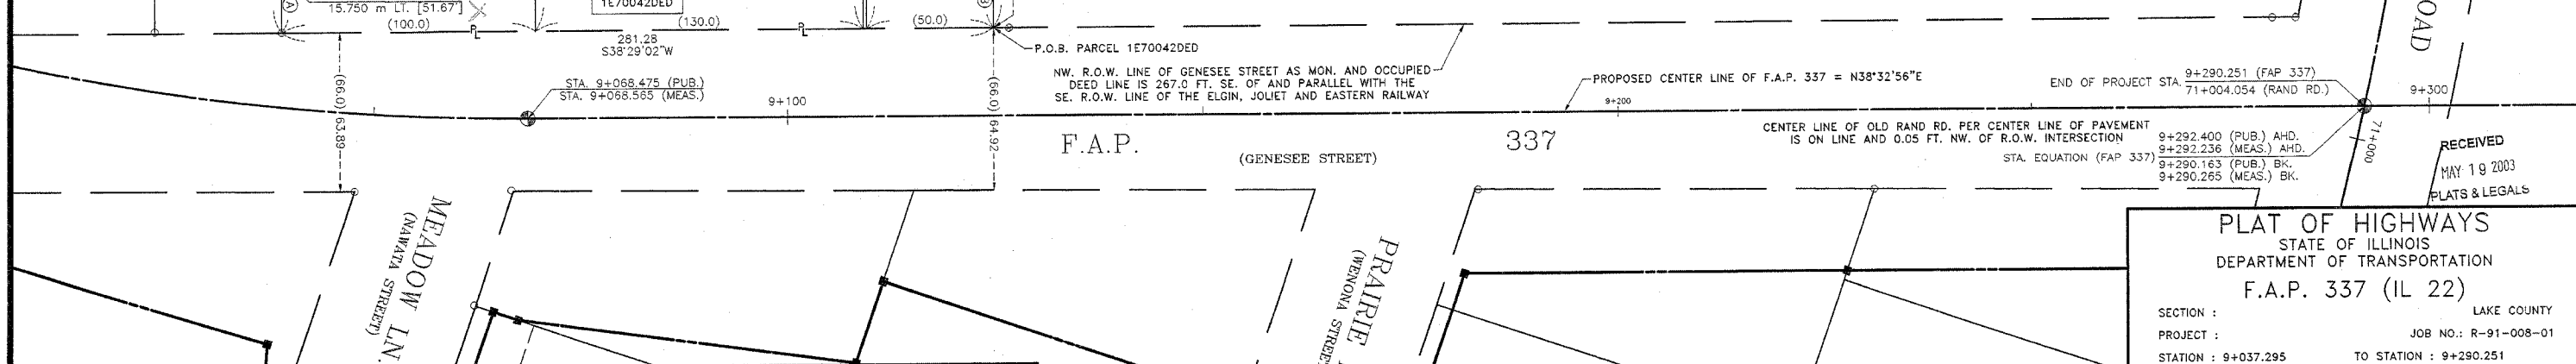 15.750 m LT. [51.67']
(100.0)
1E70042DED
(130.0)
(50.0)
281.28
S38°29'02"W
P.O.B. PARCEL 1E70042DED
NW. R.O.W. LINE OF GENESEE STREET AS MON. AND OCCUPIED
DEED LINE IS 267.0 FT. SE. OF AND PARALLEL WITH THE
SE. R.O.W. LINE OF THE ELGIN, JOLIET AND EASTERN RAILWAY
(66.0) 63.89
STA. 9+068.475 (PUB.)
STA. 9+068.565 (MEAS.)
9+100
(66.0) 64.92
PROPOSED CENTER LINE OF F.A.P. 337 = N38°32'56"E
9+200
END OF PROJECT STA.
9+290.251 (FAP 337)
71+004.054 (RAND RD.)
9+300
OAD
71+000
F.A.P.
337
(GENESEE STREET)
CENTER LINE OF OLD RAND RD. PER CENTER LINE OF PAVEMENT
IS ON LINE AND 0.05 FT. NW. OF R.O.W. INTERSECTION
STA. EQUATION (FAP 337)
9+292.400 (PUB.) AHD.
9+292.236 (MEAS.) AHD.
9+290.163 (PUB.) BK.
9+290.265 (MEAS.) BK.
RECEIVED
MAY 19 2003
PLATS & LEGALS
MEADOW LN.
(NAWATA STREET)
PRAIRIE
(WENONA STREE
PLAT OF HIGHWAYS
STATE OF ILLINOIS
DEPARTMENT OF TRANSPORTATION
F.A.P. 337 (IL 22)
SECTION :
LAKE COUNTY
PROJECT :
JOB NO.: R-91-008-01
STATION : 9+037.295
TO STATION : 9+290.251